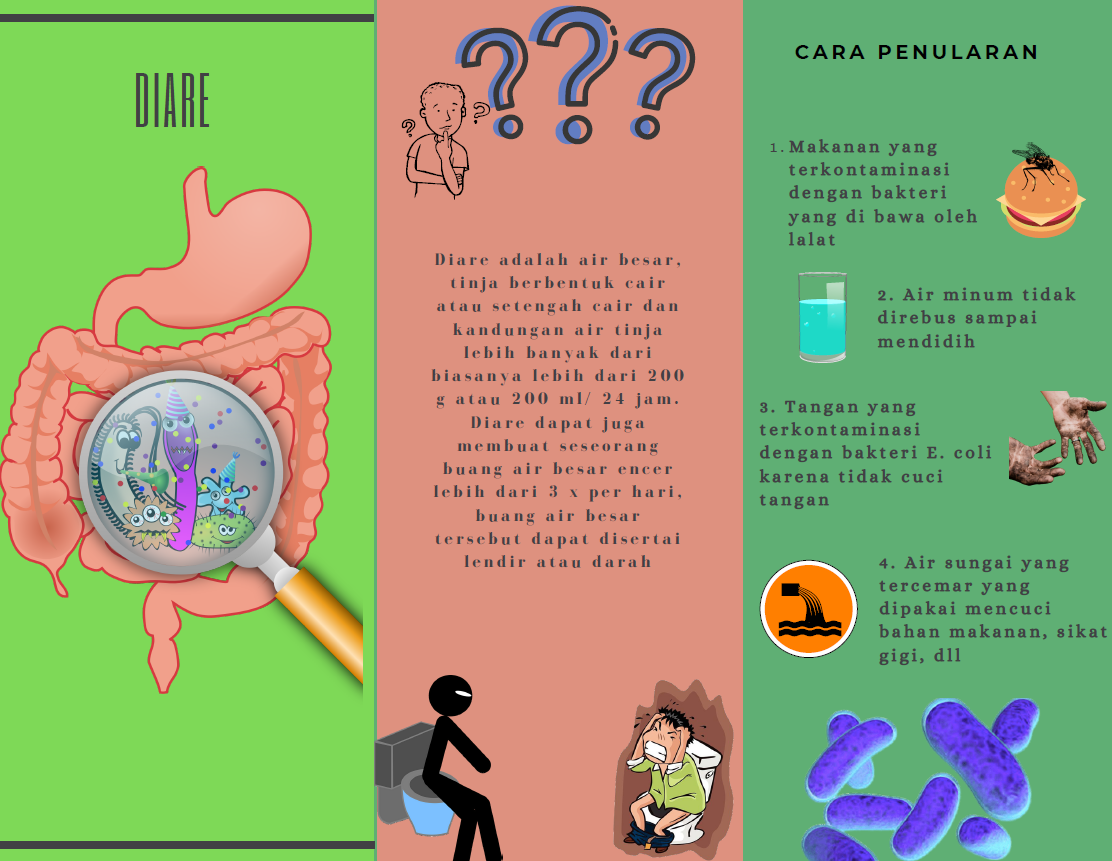 DIARE
? ? ?
? ?
Diare adalah air besar,
tinja berbentuk cair
atau setengah cair dan
kandungan air tinja
lebih banyak dari
biasanya lebih dari 200
g atau 200 ml/ 24 jam.
Diare dapat juga
membuat seseorang
buang air besar encer
lebih dari 3 x per hari,
buang air besar
tersebut dapat disertai
lendir atau darah
CARA PENULARAN
1. Makanan yang
terkontaminasi
dengan bakteri
yang di bawa oleh
lalat
2. Air minum tidak
direbus sampai
mendidih
3. Tangan yang
terkontaminasi
dengan bakteri E. coli
karena tidak cuci
tangan
4. Air sungai yang
tercemar yang
dipakai mencuci
bahan makanan, sikat
gigi, dll